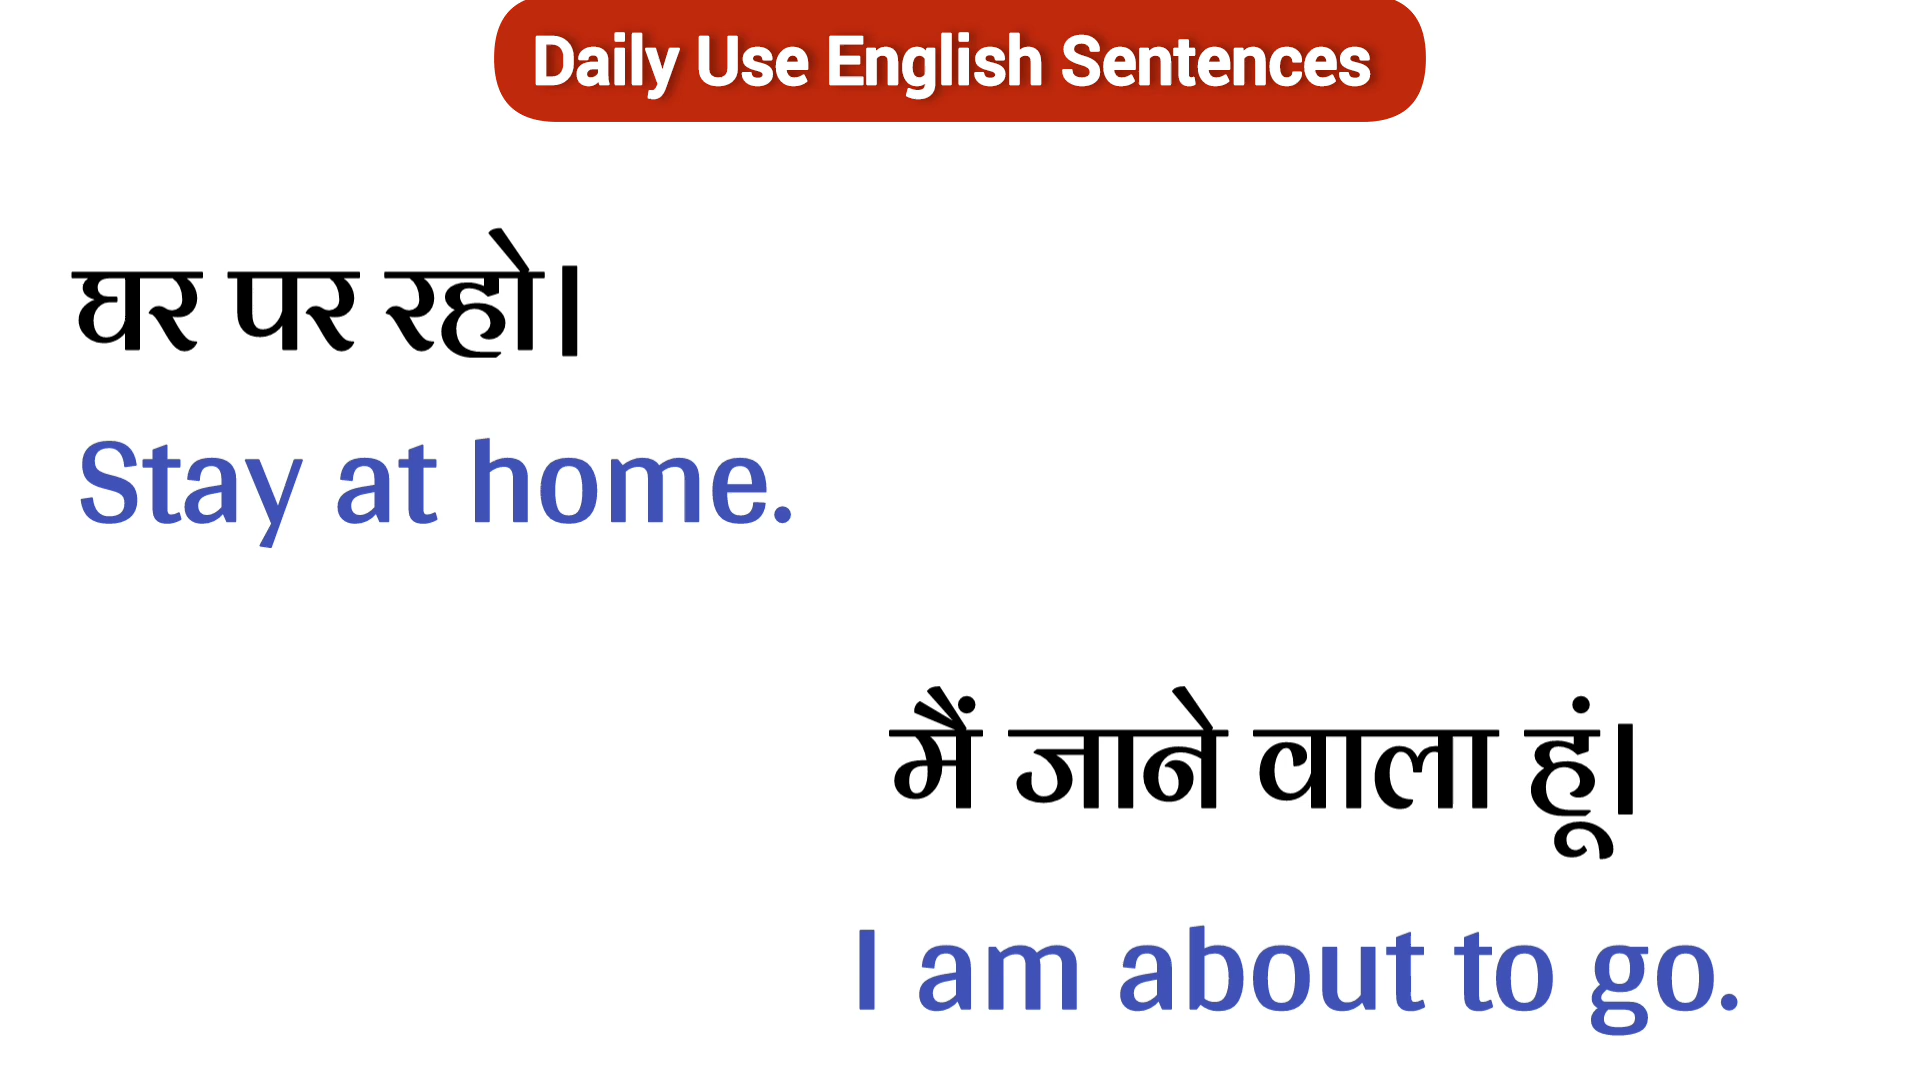 Daily Use English Sentences
घर पर रहो।
Stay at home.
मैं जाने वाला हूं।
I am about to go.